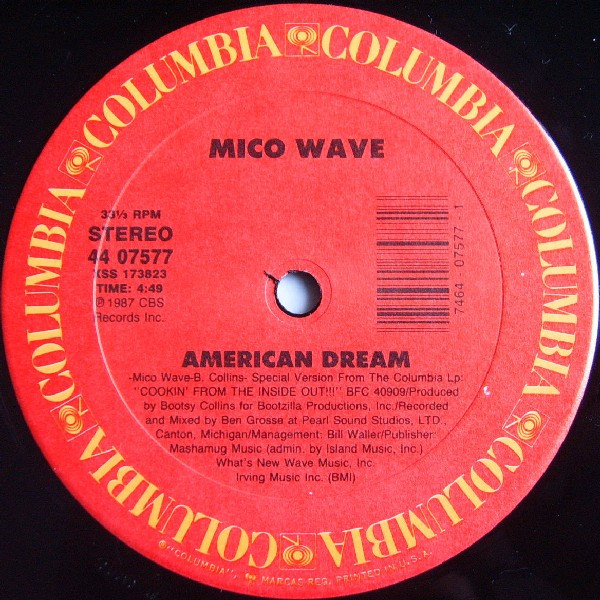 COLUMBIA COLUMBIA COLUMBIA COLUMBIA COLUMBIA COLUMBIA COLUMBIA COLUMBIA
MICO WAVE
33⅓ RPM
STEREO
44 07577
XSS 173823
TIME: 4:49
℗ 1987 CBS
Records Inc.
7464 07577 1
AMERICAN DREAM
-Mico Wave-B. Collins- Special Version From The Columbia Lp:
"COOKIN' FROM THE INSIDE OUT!!!" BFC 40909/Produced
by Bootsy Collins for Bootzilla Productions, Inc./Recorded
and Mixed by Ben Grosse at Pearl Sound Studios, LTD.,
Canton, Michigan/Management: Bill Waller/Publisher:
Mashamug Music (admin. by Island Music, Inc.)
What's New Wave Music, Inc.
Irving Music Inc. (BMI)
"COLUMBIA", MARCAS REG. PRINTED IN U.S.A.